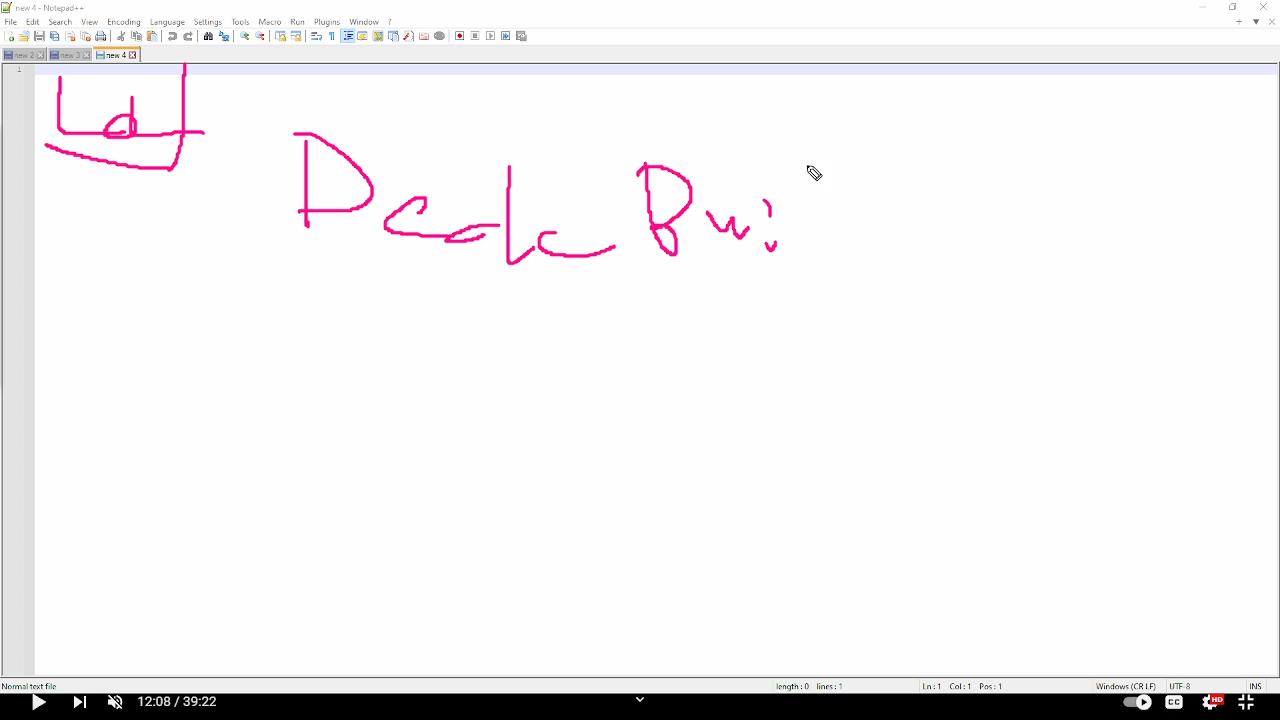 new 4 - Notepad++
File Edit Search View Encoding Language Settings Tools Macro Run Plugins Window ?
new 2 new 3 new 4
1
d
Normal text file length : 0 lines : 1 Ln : 1 Col : 1 Pos : 1 Windows (CR LF) UTF-8 INS
12:08 / 39:22 CC HD